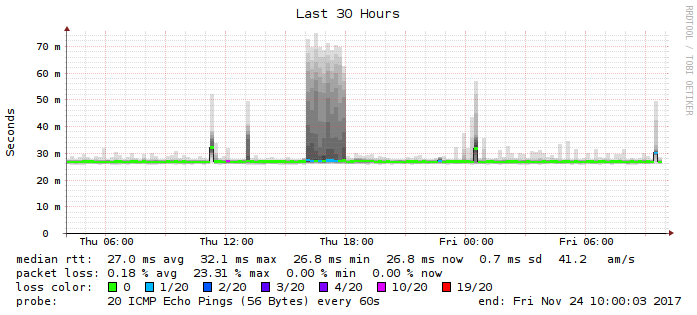 Last 30 Hours
RRDTOOL / TOBI OETIKER
Seconds
70 m
60 m
50 m
40 m
30 m
20 m
10 m
0
Thu 06:00 Thu 12:00 Thu 18:00 Fri 00:00 Fri 06:00
median rtt: 27.0 ms avg 32.1 ms max 26.8 ms min 26.8 ms now 0.7 ms sd 41.2 am/s
packet loss: 0.18 % avg 23.31 % max 0.00 % min 0.00 % now
loss color: 0 1/20 2/20 3/20 4/20 10/20 19/20
probe: 20 ICMP Echo Pings (56 Bytes) every 60s end: Fri Nov 24 10:00:03 2017